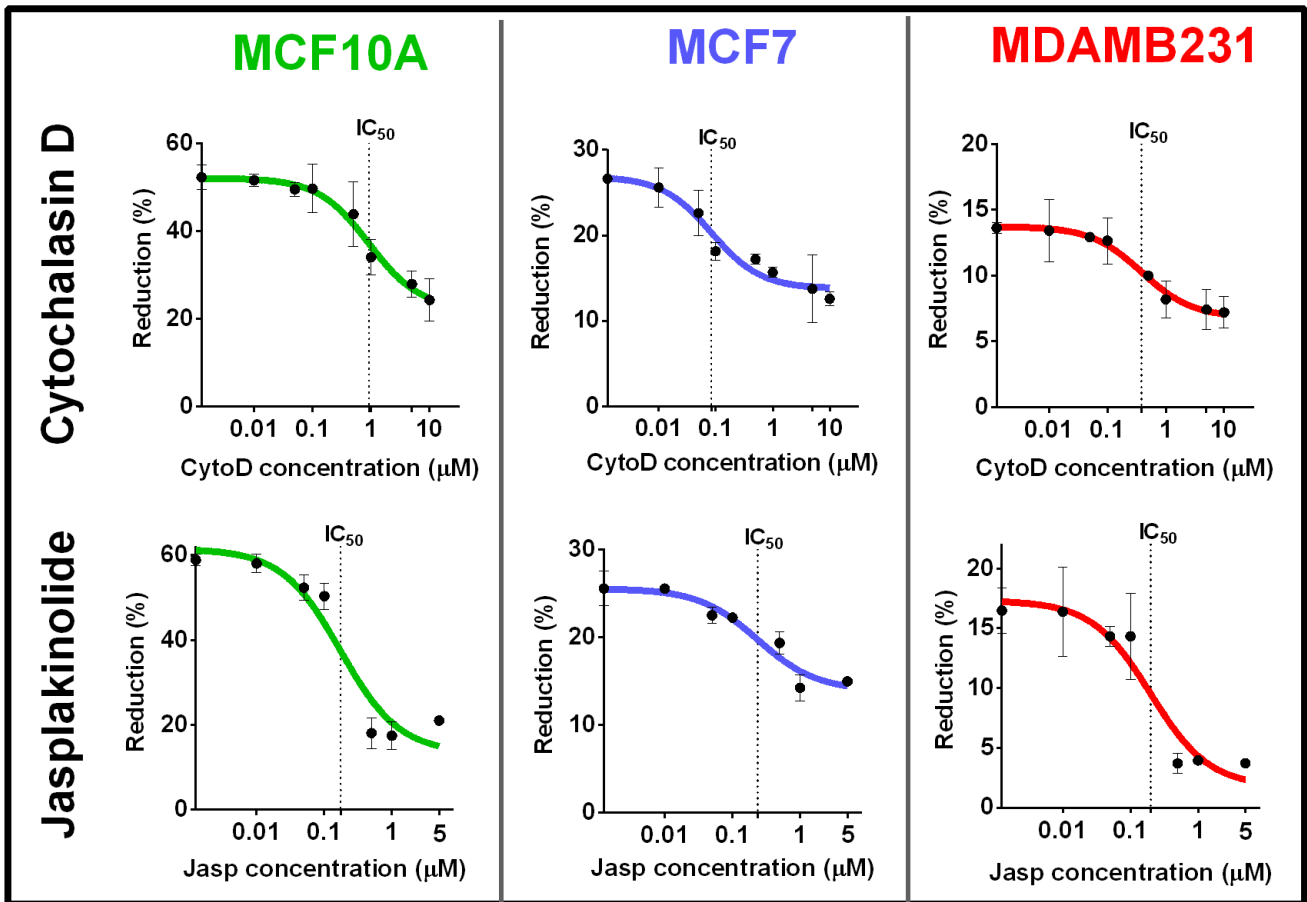 MCF10A
MCF7
MDAMB231
Cytochalasin D
IC50
60
40
20
0
Reduction (%)
0.01 0.1 1 10
CytoD concentration (µM)
IC50
30
20
10
0
Reduction (%)
0.01 0.1 1 10
CytoD concentration (µM)
IC50
20
15
10
5
0
Reduction (%)
0.01 0.1 1 10
CytoD concentration (µM)
Jasplakinolide
IC50
60
40
20
0
Reduction (%)
0.01 0.1 1 5
Jasp concentration (µM)
IC50
30
20
10
0
Reduction (%)
0.01 0.1 1 5
Jasp concentration (µM)
IC50
20
15
10
5
0
Reduction (%)
0.01 0.1 1 5
Jasp concentration (µM)